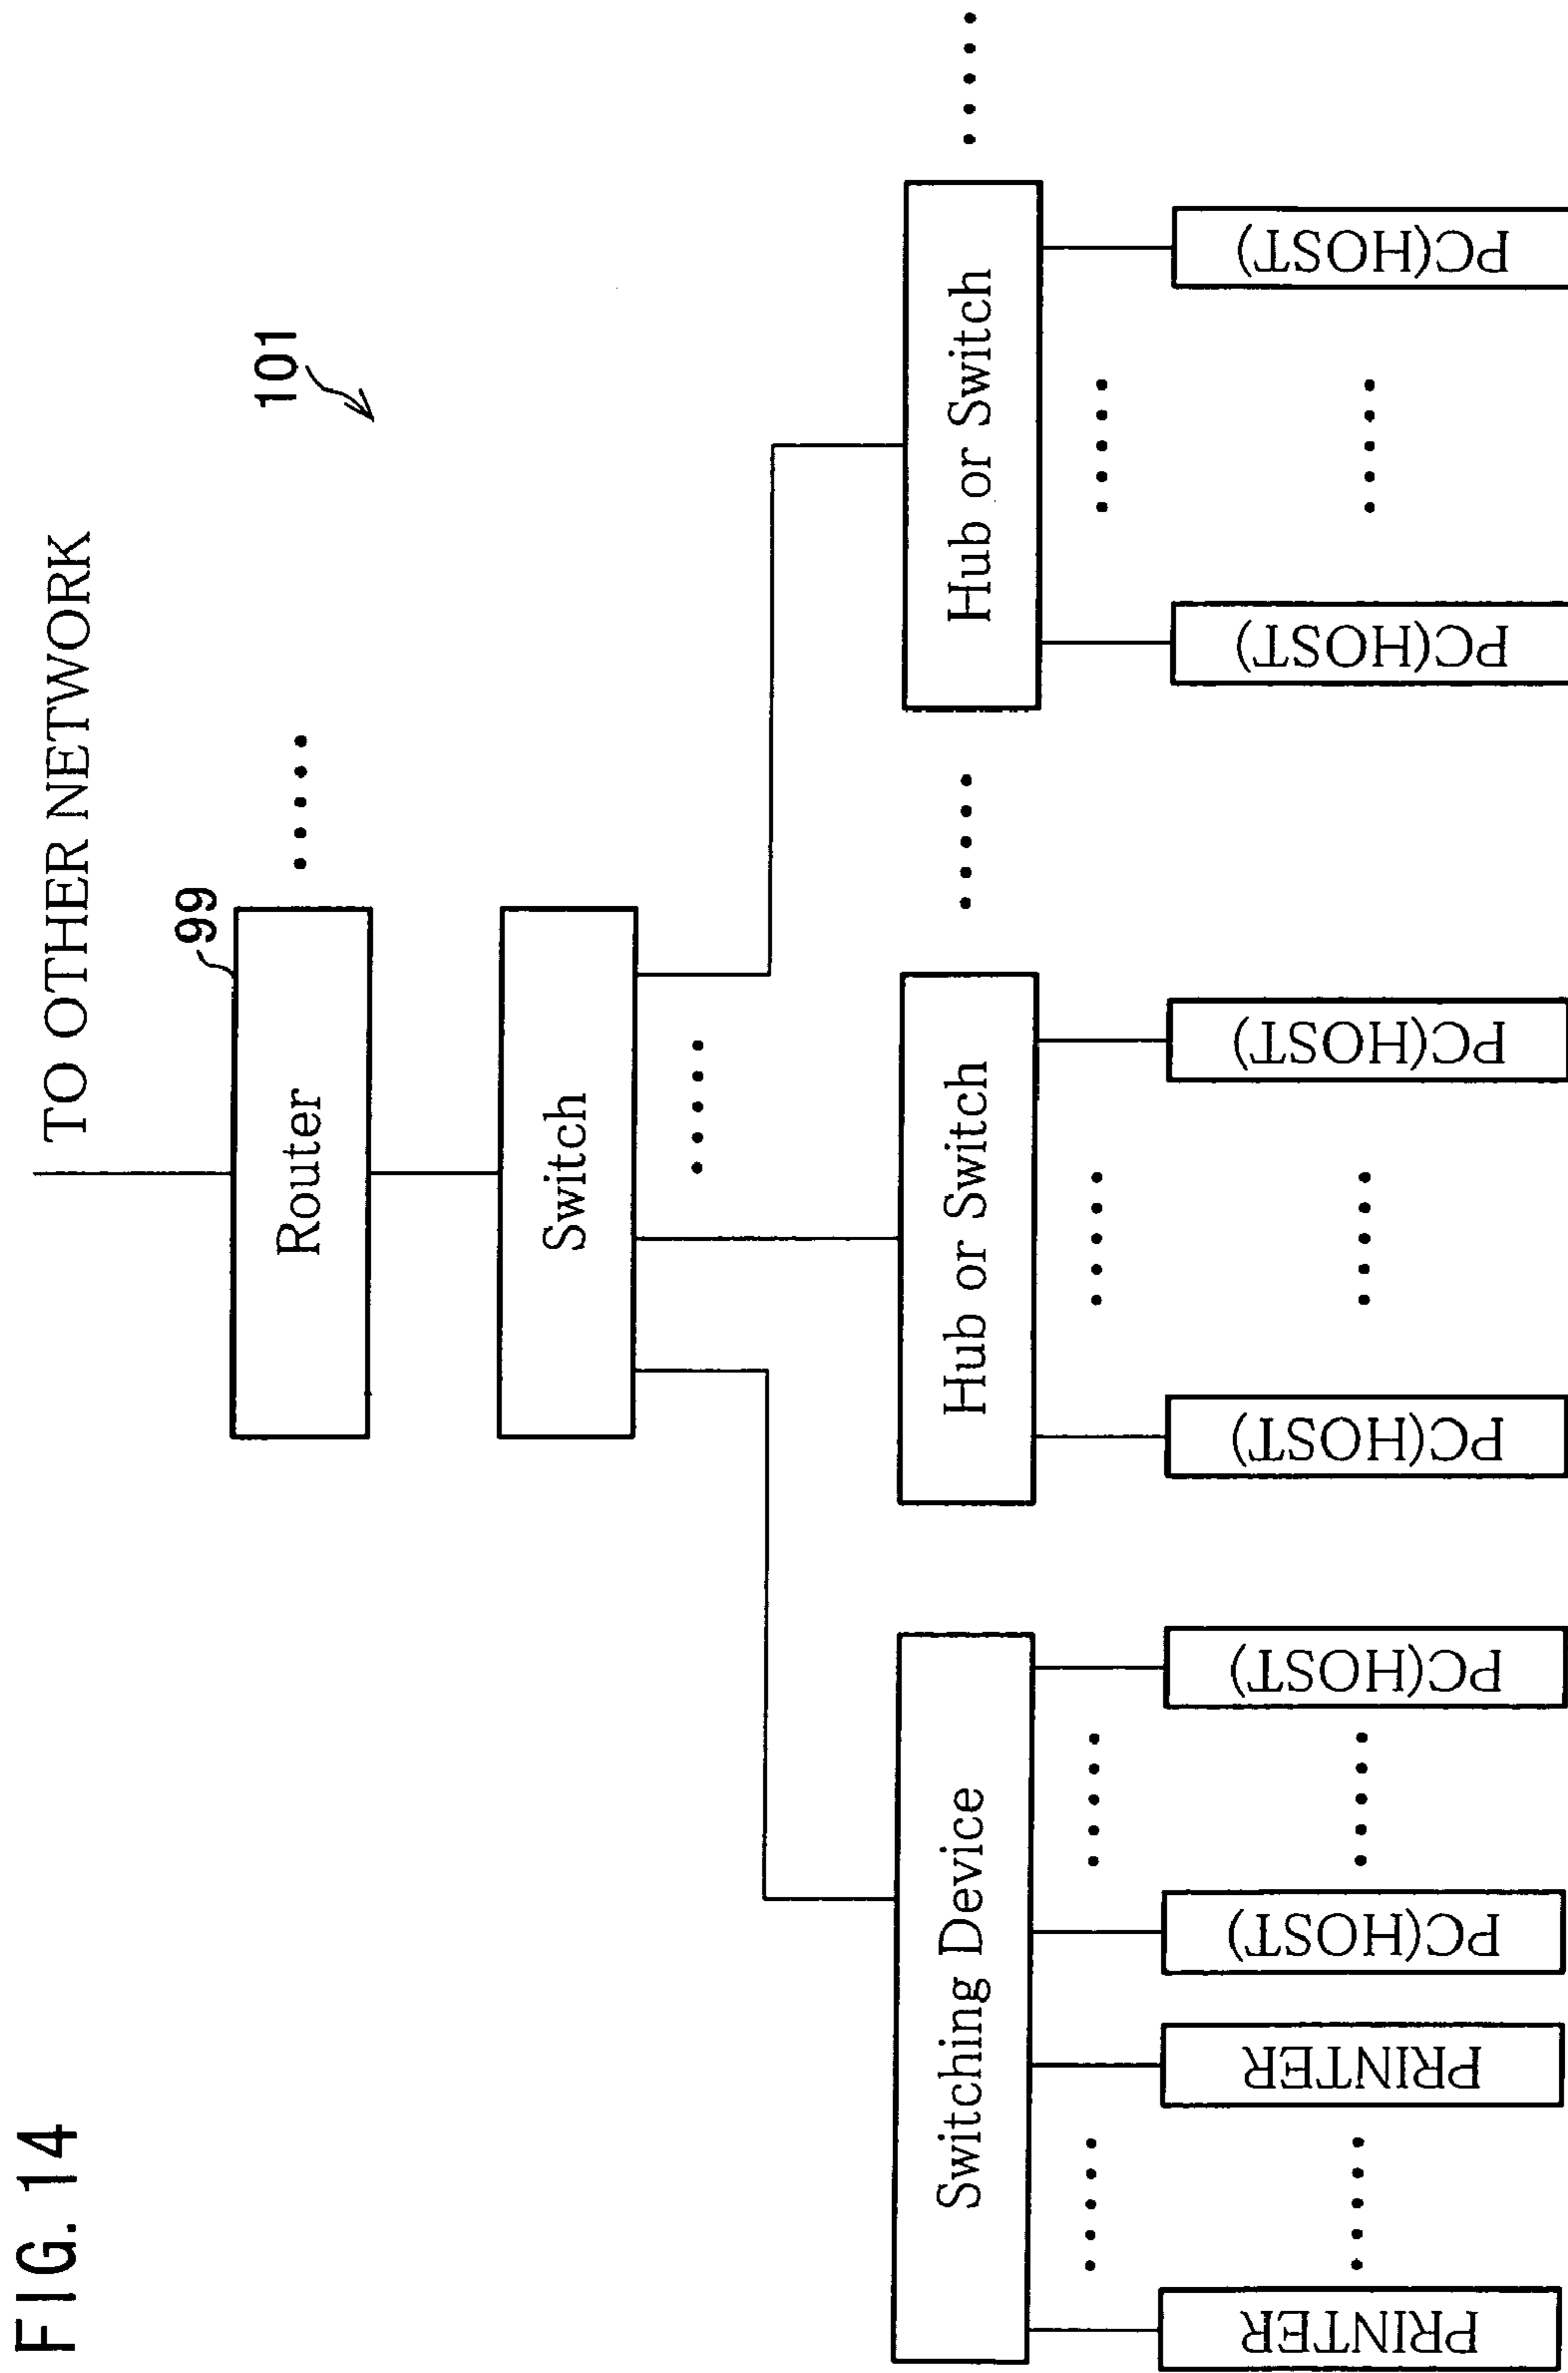 FIG. 14
TO OTHER NETWORK
99
Router
101
Switch
Switching Device
Hub or Switch
Hub or Switch
PRINTER
PRINTER
PC(HOST)
PC(HOST)
PC(HOST)
PC(HOST)
PC(HOST)
PC(HOST)